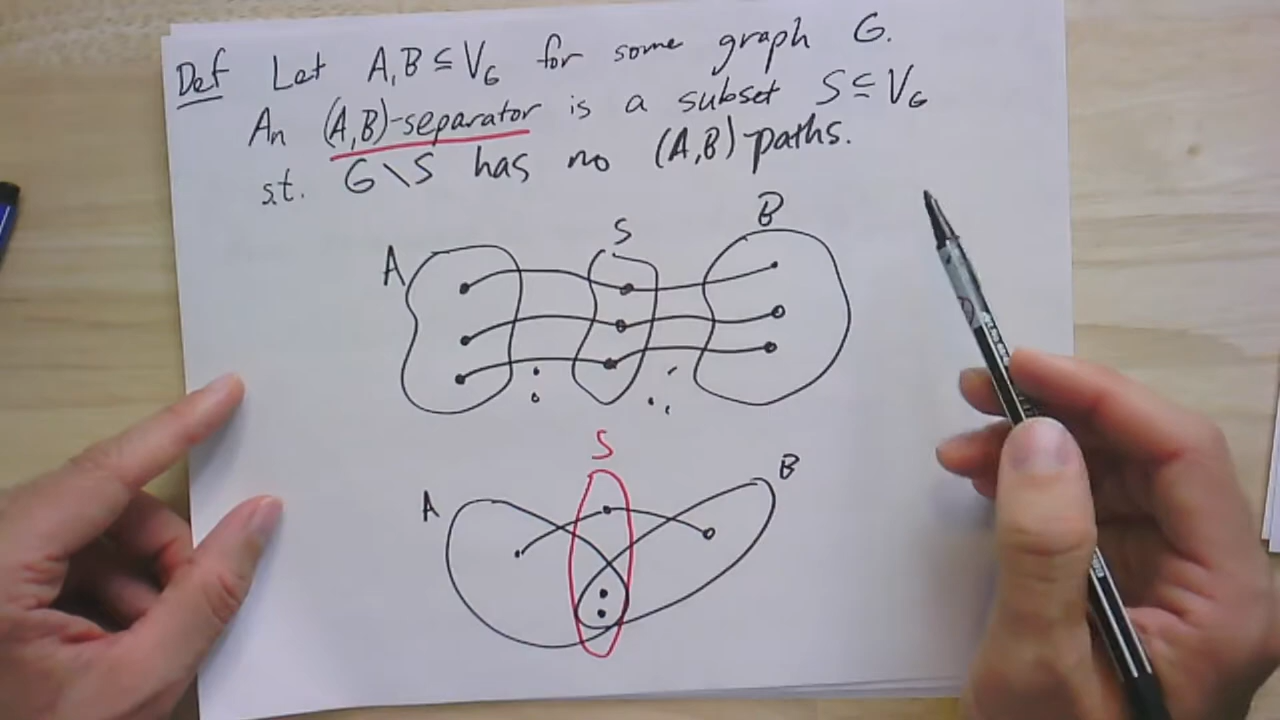 Def Let A,B ⊆ V_G for some graph G.
An (A,B)-separator is a subset S ⊆ V_G
s.t. G\S has no (A,B)-paths.
A S B
S
A B